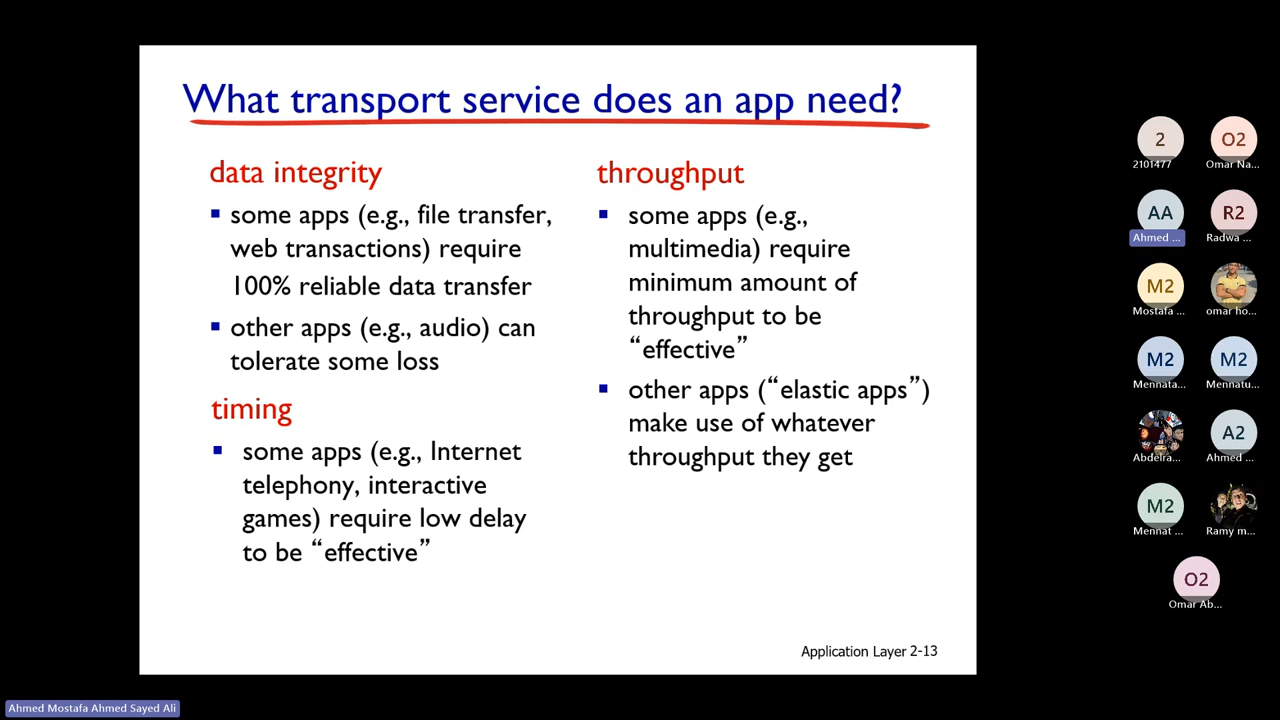 What transport service does an app need?
data integrity
▪ some apps (e.g., file transfer,
web transactions) require
100% reliable data transfer
▪ other apps (e.g., audio) can
tolerate some loss
timing
▪ some apps (e.g., Internet
telephony, interactive
games) require low delay
to be “effective”
throughput
▪ some apps (e.g.,
multimedia) require
minimum amount of
throughput to be
“effective”
▪ other apps (“elastic apps”)
make use of whatever
throughput they get
Application Layer 2-13
2
2101477
O2
Omar Na...
AA
Ahmed ...
R2
Radwa ...
M2
Mostafa ...
omar ho...
M2
Mennata...
M2
Mennatu...
Abdelra...
A2
Ahmed ...
M2
Mennat ...
Ramy m...
O2
Omar Ab...
Ahmed Mostafa Ahmed Sayed Ali